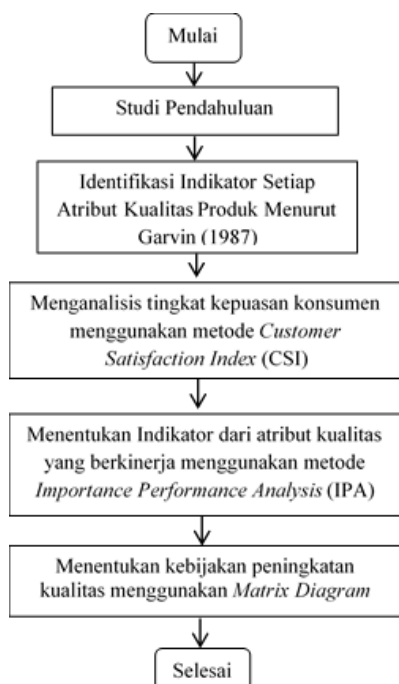 Mulai
Studi Pendahuluan
Identifikasi Indikator Setiap
Atribut Kualitas Produk Menurut
Garvin (1987)
Menganalisis tingkat kepuasan konsumen
menggunakan metode Customer
Satisfaction Index (CSI)
Menentukan Indikator dari atribut kualitas
yang berkinerja menggunakan metode
Importance Performance Analysis (IPA)
Menentukan kebijakan peningkatan
kualitas menggunakan Matrix Diagram
Selesai